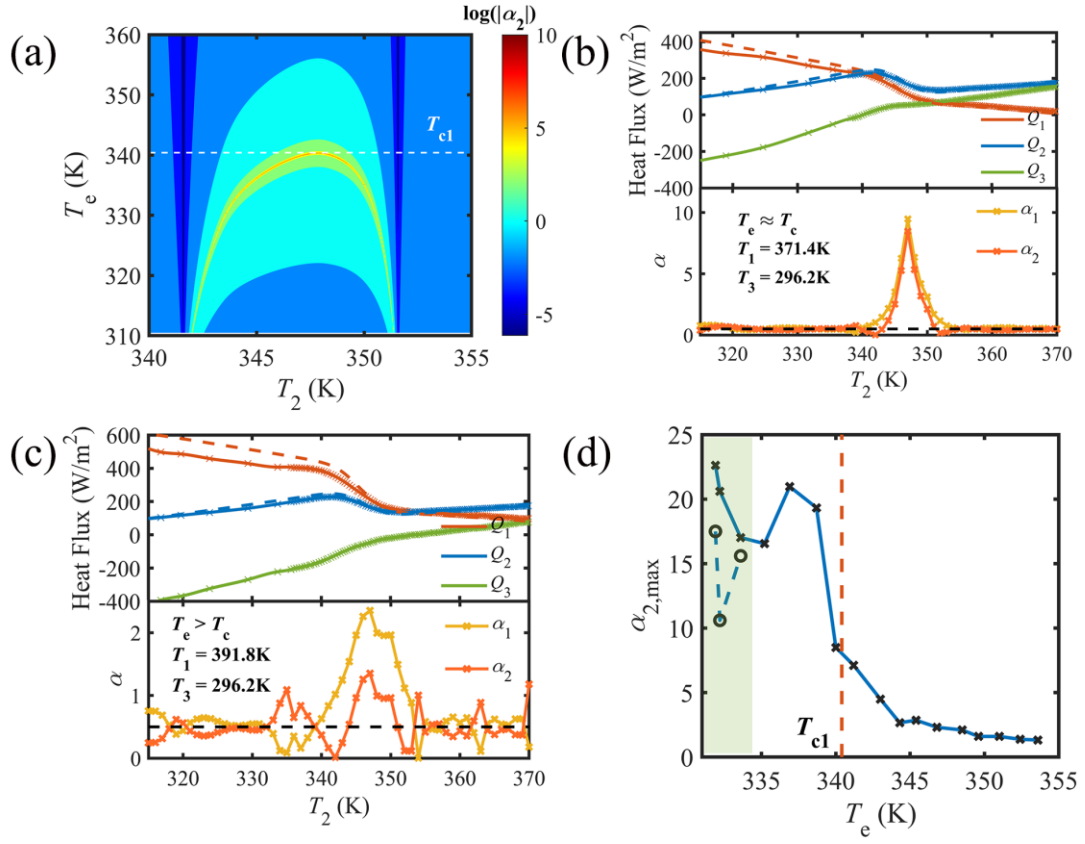 (a)
log(|α₂|)
360
350
340
330
320
310
Tₑ (K)
T_c1
340
345
350
355
T₂ (K)
10
5
0
-5
(b)
400
200
0
-200
-400
Heat Flux (W/m²)
Q₁
Q₂
Q₃
10
5
0
α
Tₑ ≈ T_c
T₁ = 371.4K
T₃ = 296.2K
α₁
α₂
320
330
340
350
360
370
T₂ (K)
(c)
600
400
200
0
-200
-400
Heat Flux (W/m²)
Q₁
Q₂
Q₃
2
1
0
α
Tₑ > T_c
T₁ = 391.8K
T₃ = 296.2K
α₁
α₂
320
330
340
350
360
370
T₂ (K)
(d)
25
20
15
10
5
0
α₂,max
T_c1
335
340
345
350
355
Tₑ (K)